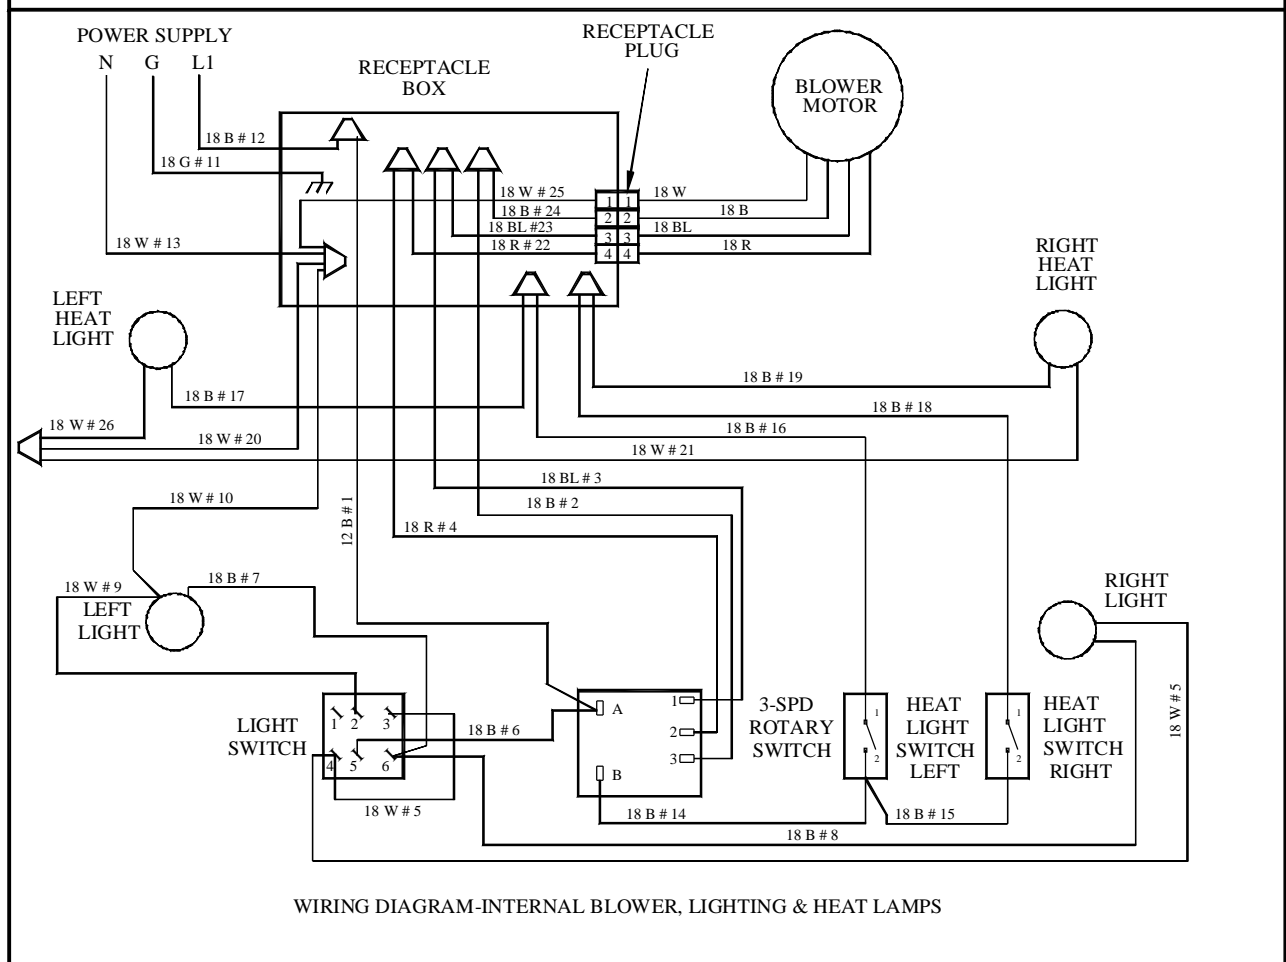 POWER SUPPLY
N G L1
RECEPTACLE
BOX
RECEPTACLE
PLUG
BLOWER
MOTOR
18 B # 12
18 G # 11
18 W # 13
18 W # 25
18 B # 24
18 BL #23
18 R # 22
1 1
2 2
3 3
4 4
18 W
18 B
18 BL
18 R
RIGHT
HEAT
LIGHT
LEFT
HEAT
LIGHT
18 B # 19
18 B # 17
18 B # 18
18 W # 26
18 B # 16
18 W # 20
18 W # 21
18 BL # 3
18 W # 10
12 B # 1
18 B # 2
18 R # 4
18 W # 9
18 B # 7
LEFT
LIGHT
RIGHT
LIGHT
LIGHT
SWITCH
1 2 3
4 5 6
18 B # 6
18 W # 5
A
B
1
2
3
3-SPD
ROTARY
SWITCH
1
2
HEAT
LIGHT
SWITCH
LEFT
1
2
HEAT
LIGHT
SWITCH
RIGHT
18 W # 5
18 B # 14
18 B # 15
18 B # 8
WIRING DIAGRAM-INTERNAL BLOWER, LIGHTING & HEAT LAMPS